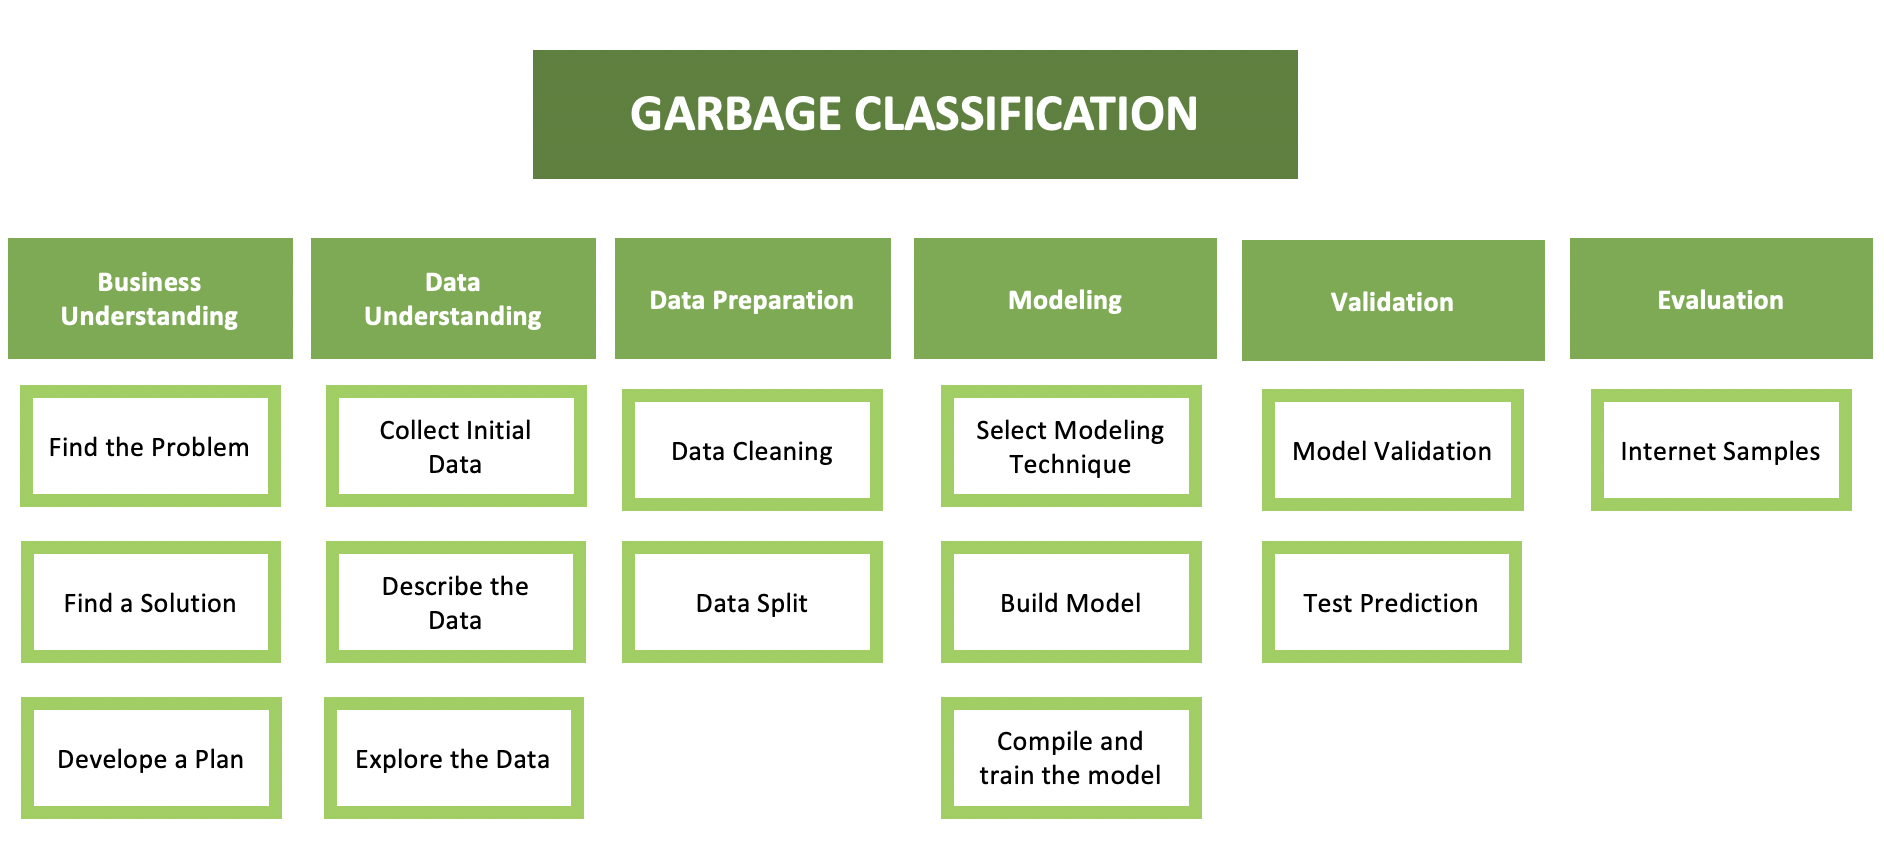 GARBAGE CLASSIFICATION
Business
Understanding
Data
Understanding
Data Preparation
Modeling
Validation
Evaluation
Find the Problem
Collect Initial
Data
Data Cleaning
Select Modeling
Technique
Model Validation
Internet Samples
Find a Solution
Describe the
Data
Data Split
Build Model
Test Prediction
Develope a Plan
Explore the Data
Compile and
train the model